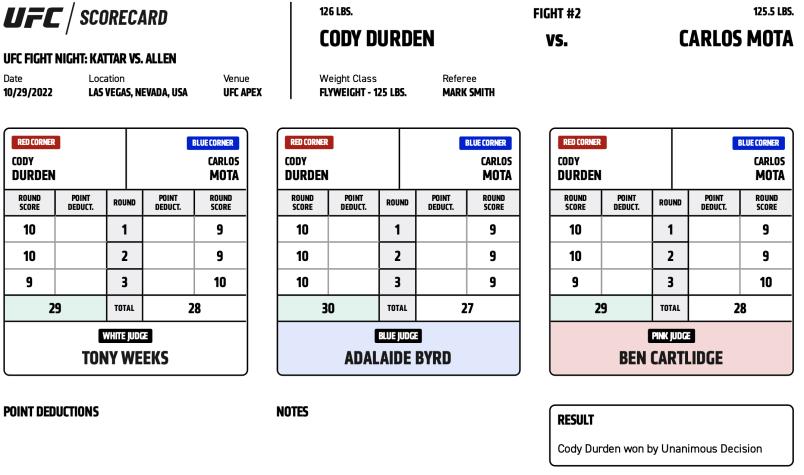 UFC SCORECARD
UFC FIGHT NIGHT: KATTAR VS. ALLEN
Date Location Venue
10/29/2022 LAS VEGAS, NEVADA, USA UFC APEX
126 LBS. FIGHT #2 125.5 LBS.
CODY DURDEN VS. CARLOS MOTA
Weight Class Referee
FLYWEIGHT - 125 LBS. MARK SMITH
RED CORNER BLUE CORNER
CODY CARLOS
DURDEN MOTA
ROUND SCORE POINT DEDUCT. ROUND POINT DEDUCT. ROUND SCORE
10 1 9
10 2 9
9 3 10
29 TOTAL 28
WHITE JUDGE
TONY WEEKS
RED CORNER BLUE CORNER
CODY CARLOS
DURDEN MOTA
ROUND SCORE POINT DEDUCT. ROUND POINT DEDUCT. ROUND SCORE
10 1 9
10 2 9
10 3 9
30 TOTAL 27
BLUE JUDGE
ADALAIDE BYRD
RED CORNER BLUE CORNER
CODY CARLOS
DURDEN MOTA
ROUND SCORE POINT DEDUCT. ROUND POINT DEDUCT. ROUND SCORE
10 1 9
10 2 9
9 3 10
29 TOTAL 28
PINK JUDGE
BEN CARTLIDGE
POINT DEDUCTIONS
NOTES
RESULT
Cody Durden won by Unanimous Decision